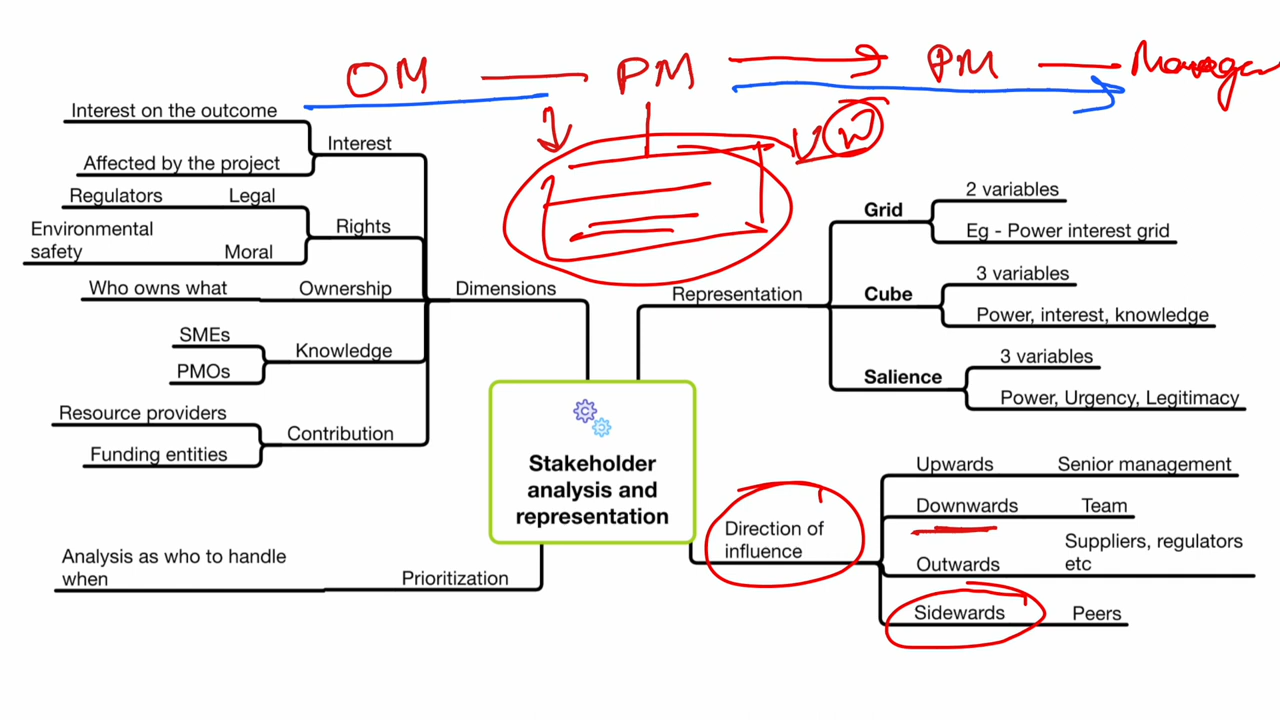 OM PM PM Manager
Interest on the outcome
Interest
Affected by the project
Regulators Legal
Rights
Environmental
safety
Moral
Who owns what Ownership
Dimensions
SMEs
Knowledge
PMOs
Resource providers
Contribution
Funding entities
Stakeholder
analysis and
representation
Analysis as who to handle
when
Prioritization
Representation
Grid
2 variables
Eg - Power interest grid
Cube
3 variables
Power, interest, knowledge
Salience
3 variables
Power, Urgency, Legitimacy
Direction of
influence
Upwards Senior management
Downwards Team
Outwards
Suppliers, regulators
etc
Sidewards Peers